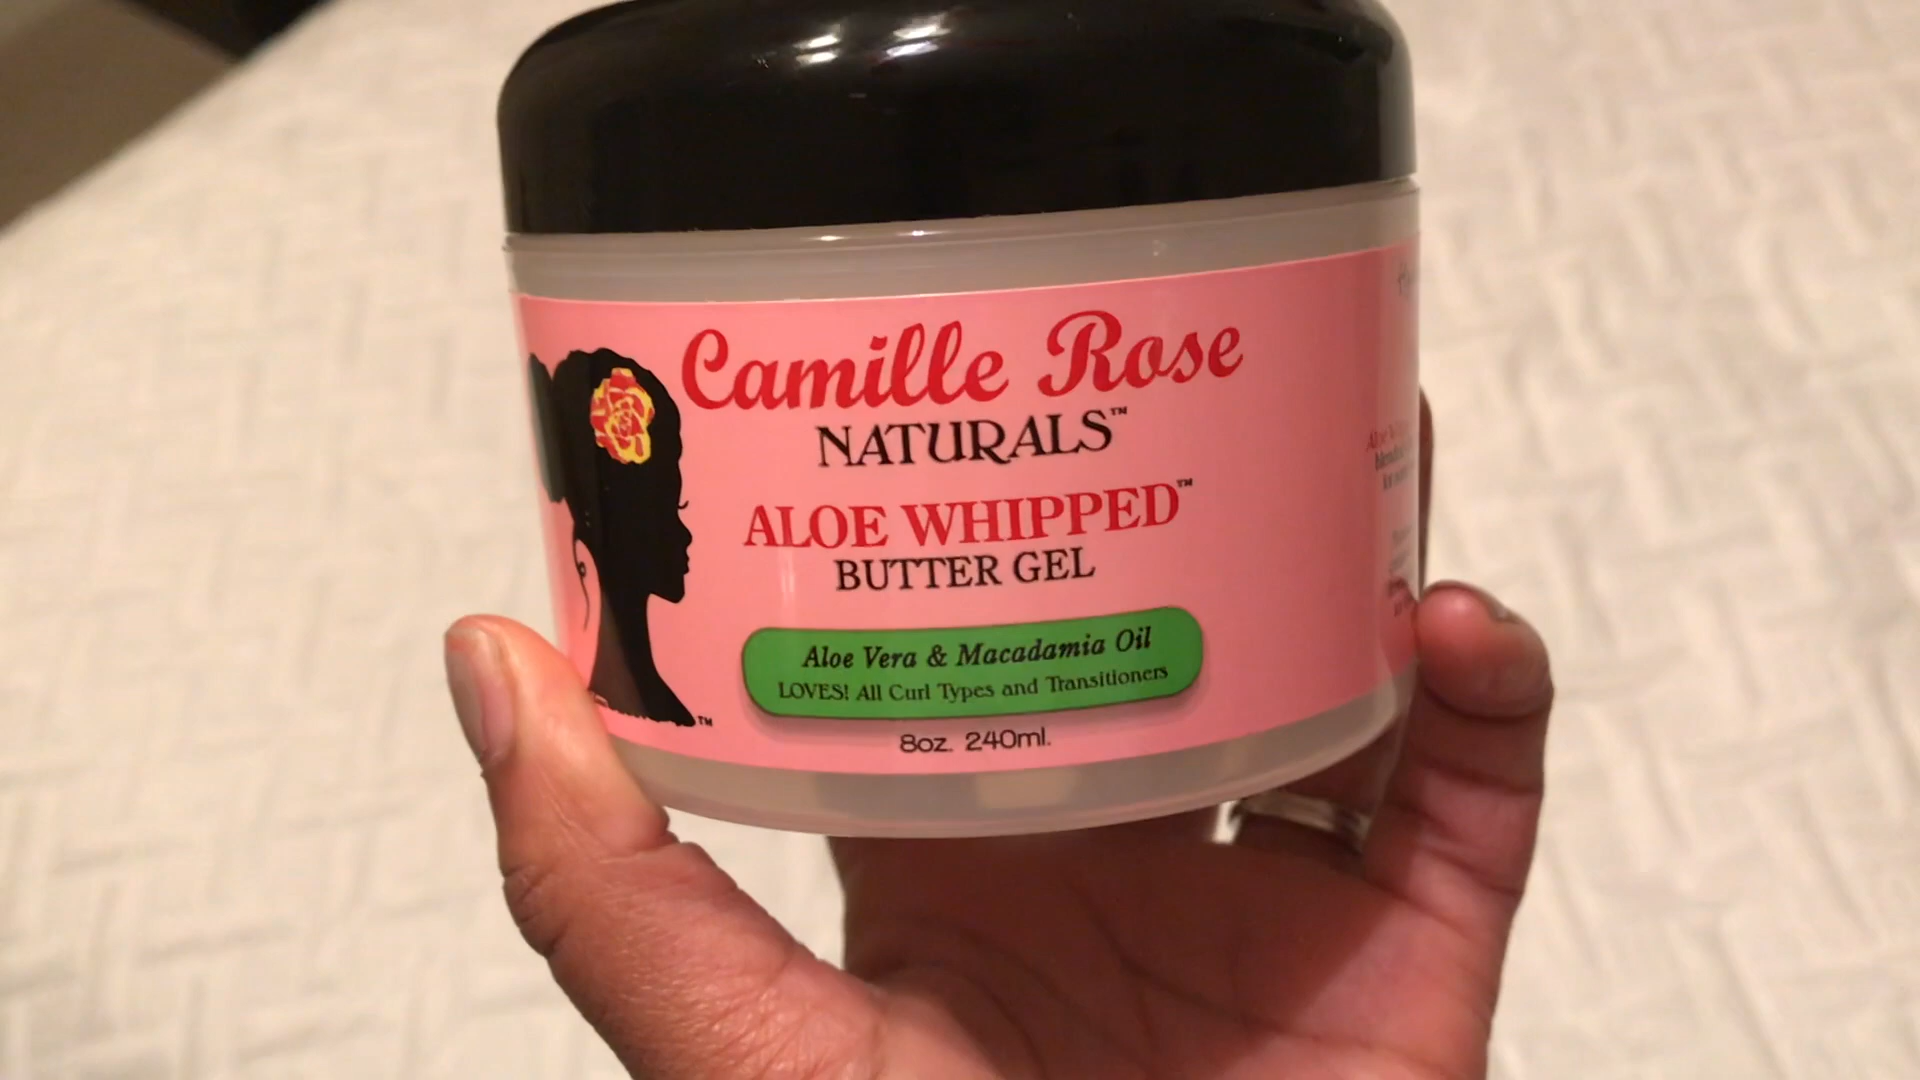 Camille Rose
NATURALS™
ALOE WHIPPED™
BUTTER GEL
Aloe Vera & Macadamia Oil
LOVES! All Curl Types and Transitioners
8oz. 240ml.
™